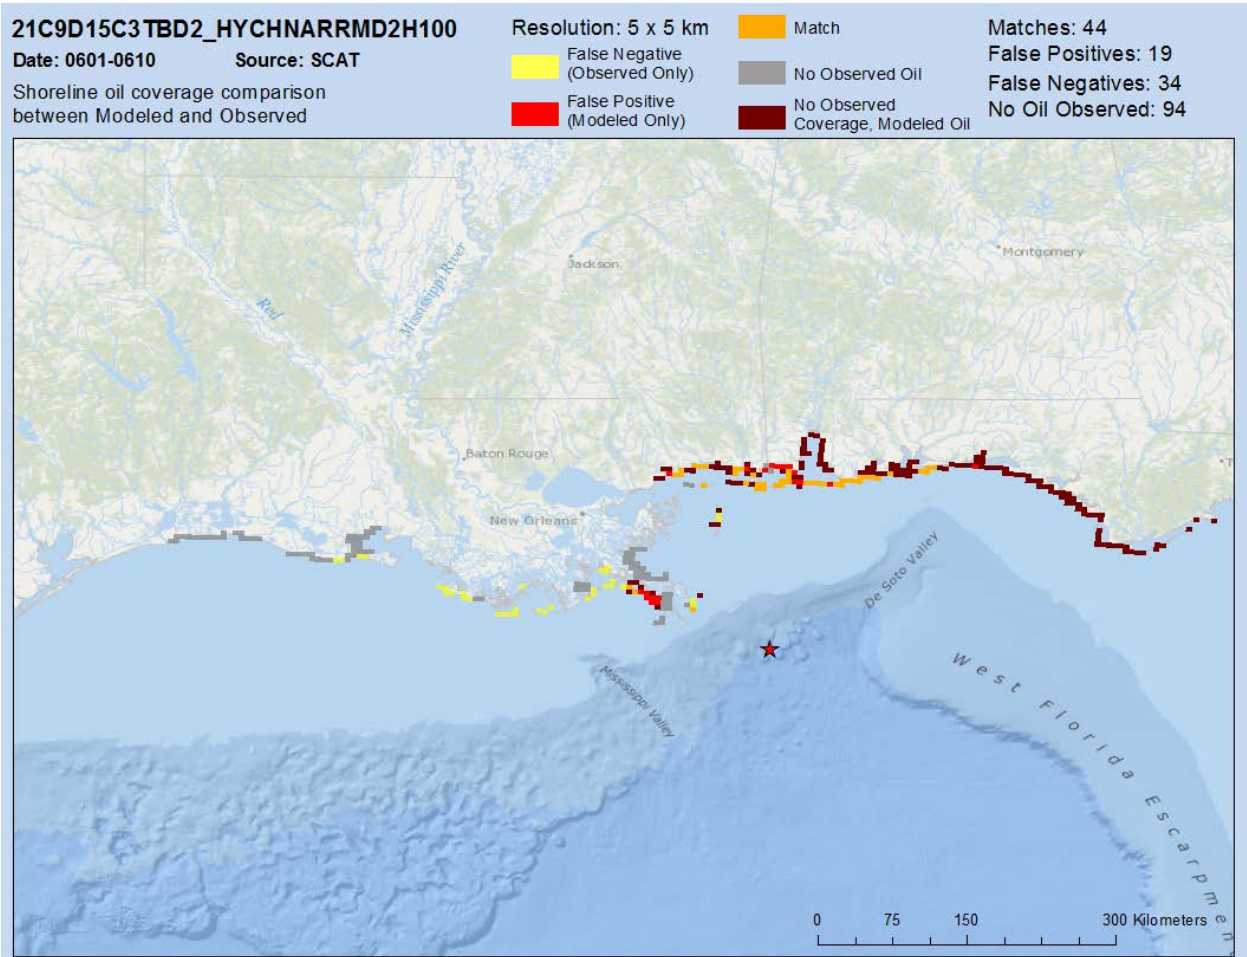 21C9D15C3TBD2_HYCHNARRMD2H100
Date: 0601-0610 Source: SCAT
Shoreline oil coverage comparison
between Modeled and Observed
Resolution: 5 x 5 km
False Negative
(Observed Only)
False Positive
(Modeled Only)
Match
No Observed Oil
No Observed
Coverage, Modeled Oil
Matches: 44
False Positives: 19
False Negatives: 34
No Oil Observed: 94
Montgomery
Jackson
Mississippi River
Red
Baton Rouge
New Orleans
De Soto Valley
Mississippi Valley
West Florida Escarpmen
0 75 150 300 Kilometers